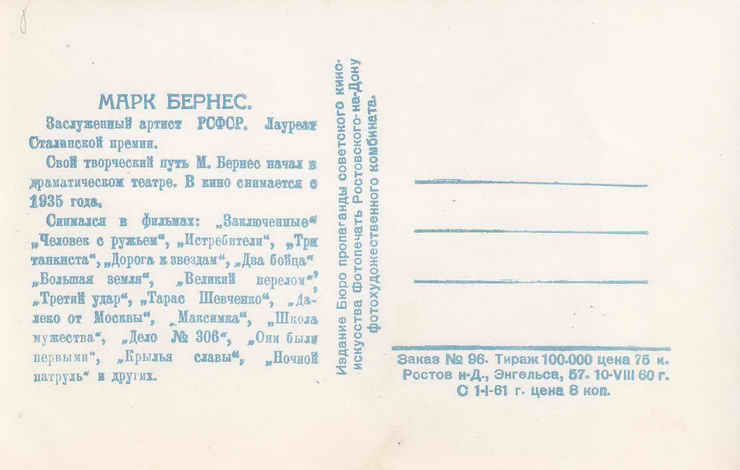 МАРК БЕРНЕС.
Заслуженный артист РСФСР. Лауреат
Сталинской премии.
Свой творческий путь М. Бернес начал в
драматическом театре. В кино снимается с
1935 года.
Снимался в фильмах: „Заключенные“
„Человек с ружьем“, „Истребители“, „Три
танкиста“, „Дорога к звездам“, „Два бойца“
„Большая земля“, „Великий перелом“,
„Третий удар“, „Тарас Шевченко“, „Да-
леко от Москвы“, „Максимка“, „Школа
мужества“, „Дело № 306“, „Они были
первыми“, „Крылья славы“, „Ночной
патруль“ и других.
Издание Бюро пропаганды советского кино-
искусства Фотопечать Ростовского-на-Дону
фотохудожественного комбината.
Заказ № 96. Тираж 100.000 цена 75 к.
Ростов н-Д., Энгельса, 57. 10-VIII 60 г.
С 1-I-61 г. цена 8 коп.